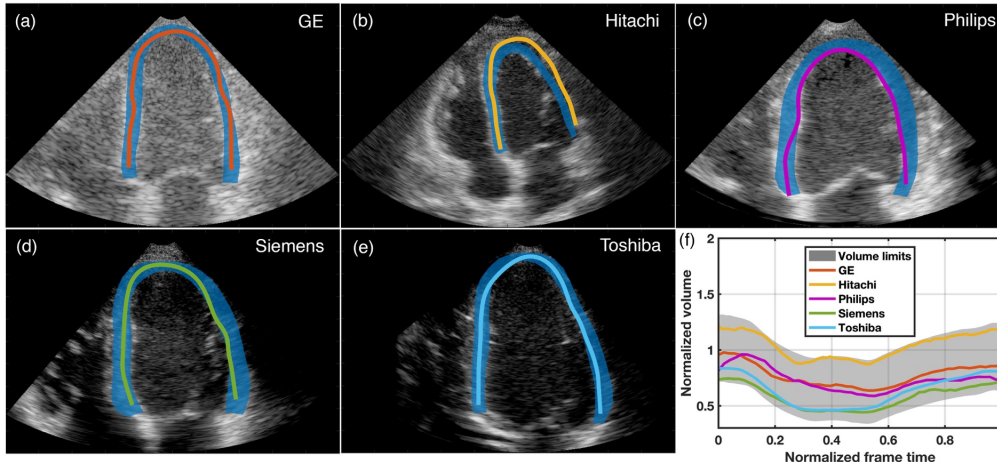 (a) GE
(b) Hitachi
(c) Philips
(d) Siemens
(e) Toshiba
(f)
2
1.5
1
0.5
Normalized volume
Volume limits
GE
Hitachi
Philips
Siemens
Toshiba
0 0.2 0.4 0.6 0.8
Normalized frame time